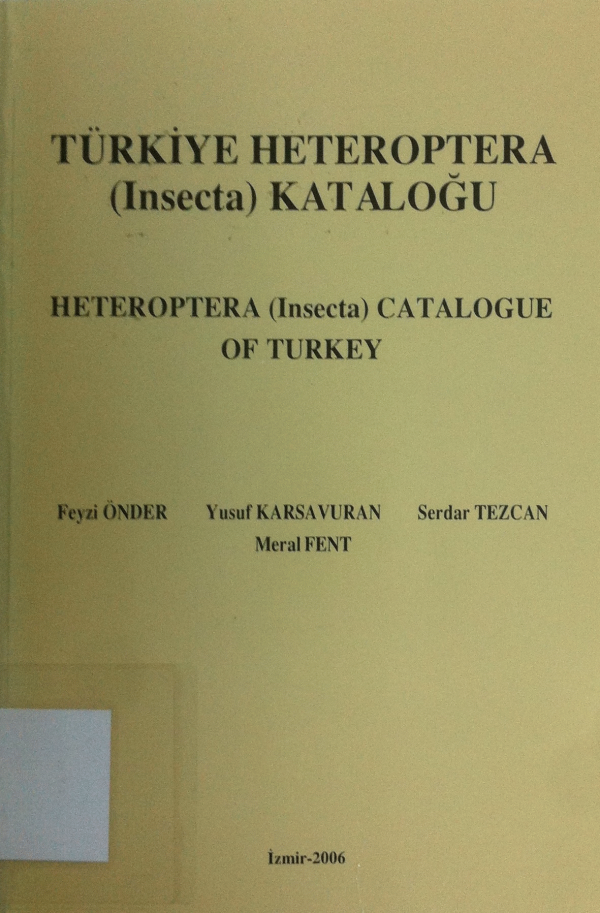 TÜRKİYE HETEROPTERA
(Insecta) KATALOĞU
HETEROPTERA (Insecta) CATALOGUE
OF TURKEY
Feyzi ÖNDER Yusuf KARSAVURAN Serdar TEZCAN
Meral FENT
İzmir-2006